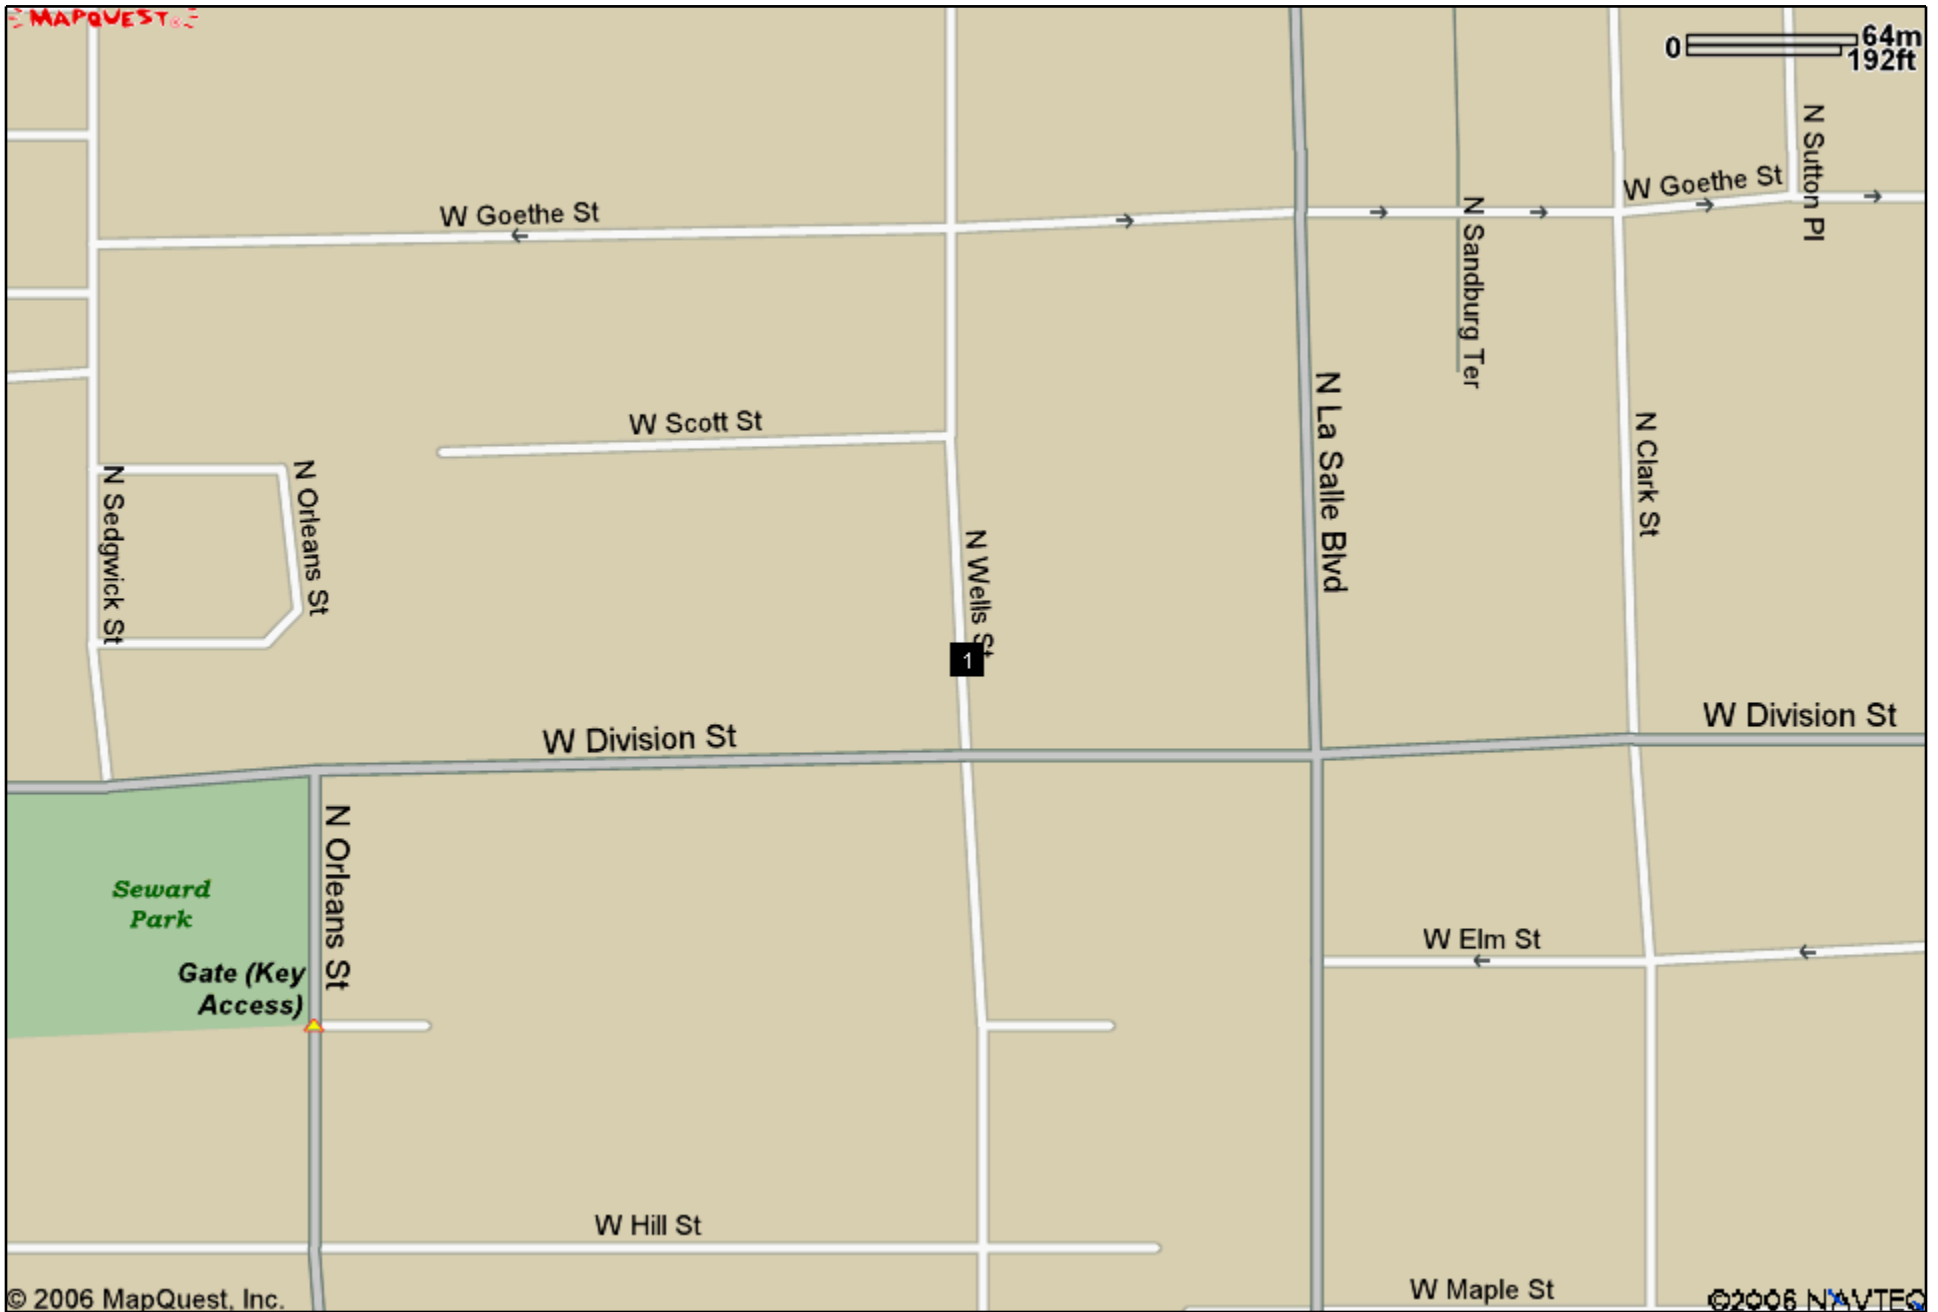 MAPQUEST
0
64m
192ft
N Sutton Pl
W Goethe St
W Goethe St
N Sandburg Ter
N La Salle Blvd
W Scott St
N Clark St
N Sedgwick St
N Orleans St
N Wells St
1
W Division St
W Division St
N Orleans St
Seward
Park
Gate (Key
Access)
W Elm St
W Hill St
W Maple St
© 2006 MapQuest, Inc.
©2006 NAVTEQ